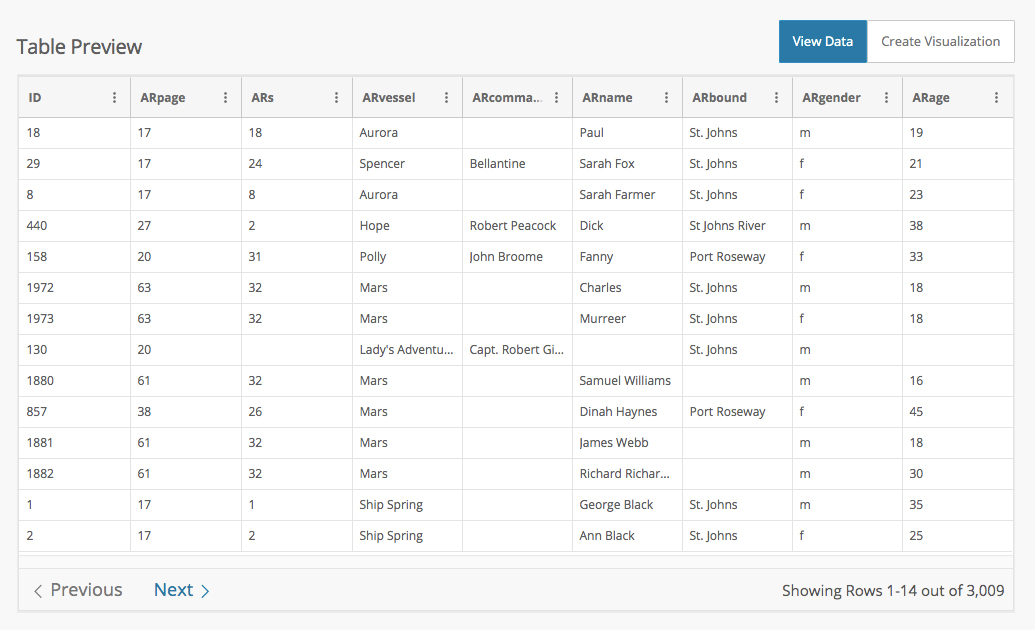 Table Preview View Data Create Visualization
ID ARpage ARs ARvessel ARcomma... ARname ARbound ARgender ARage
18 17 18 Aurora Paul St. Johns m 19
29 17 24 Spencer Bellantine Sarah Fox St. Johns f 21
8 17 8 Aurora Sarah Farmer St. Johns f 23
440 27 2 Hope Robert Peacock Dick St Johns River m 38
158 20 31 Polly John Broome Fanny Port Roseway f 33
1972 63 32 Mars Charles St. Johns m 18
1973 63 32 Mars Murreer St. Johns f 18
130 20 Lady's Adventu... Capt. Robert Gi... St. Johns m
1880 61 32 Mars Samuel Williams m 16
857 38 26 Mars Dinah Haynes Port Roseway f 45
1881 61 32 Mars James Webb m 18
1882 61 32 Mars Richard Richar... m 30
1 17 1 Ship Spring George Black St. Johns m 35
2 17 2 Ship Spring Ann Black St. Johns f 25
Previous Next Showing Rows 1-14 out of 3,009